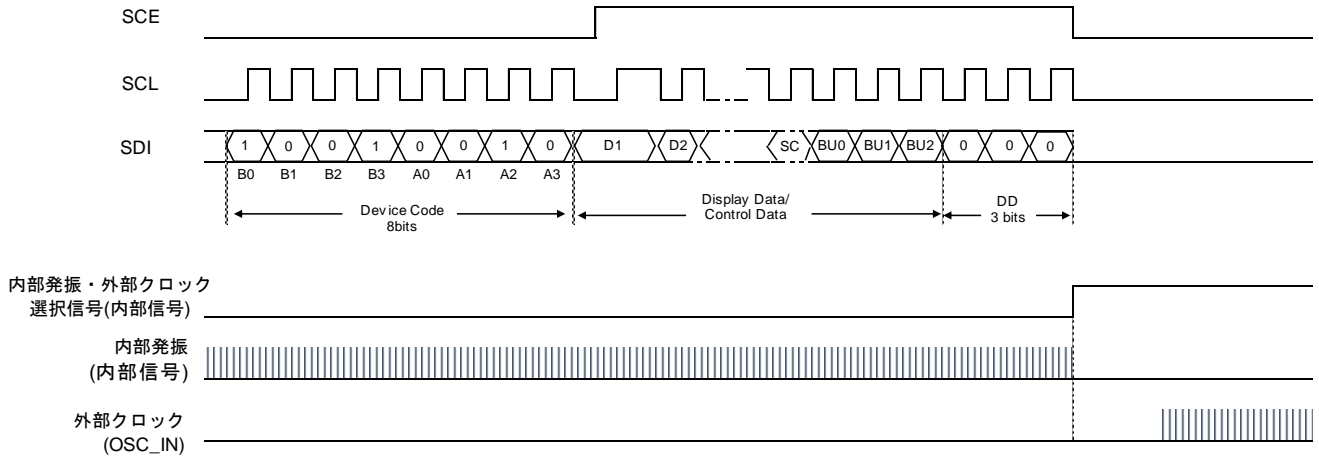 SCE
SCL
SDI
1 0 0 1 0 0 1 0 D1 D2 SC BU0 BU1 BU2 0 0 0
B0 B1 B2 B3 A0 A1 A2 A3
Device Code
8bits
Display Data/
Control Data
DD
3 bits
内部発振・外部クロック
選択信号(内部信号)
内部発振
(内部信号)
外部クロック
(OSC_IN)